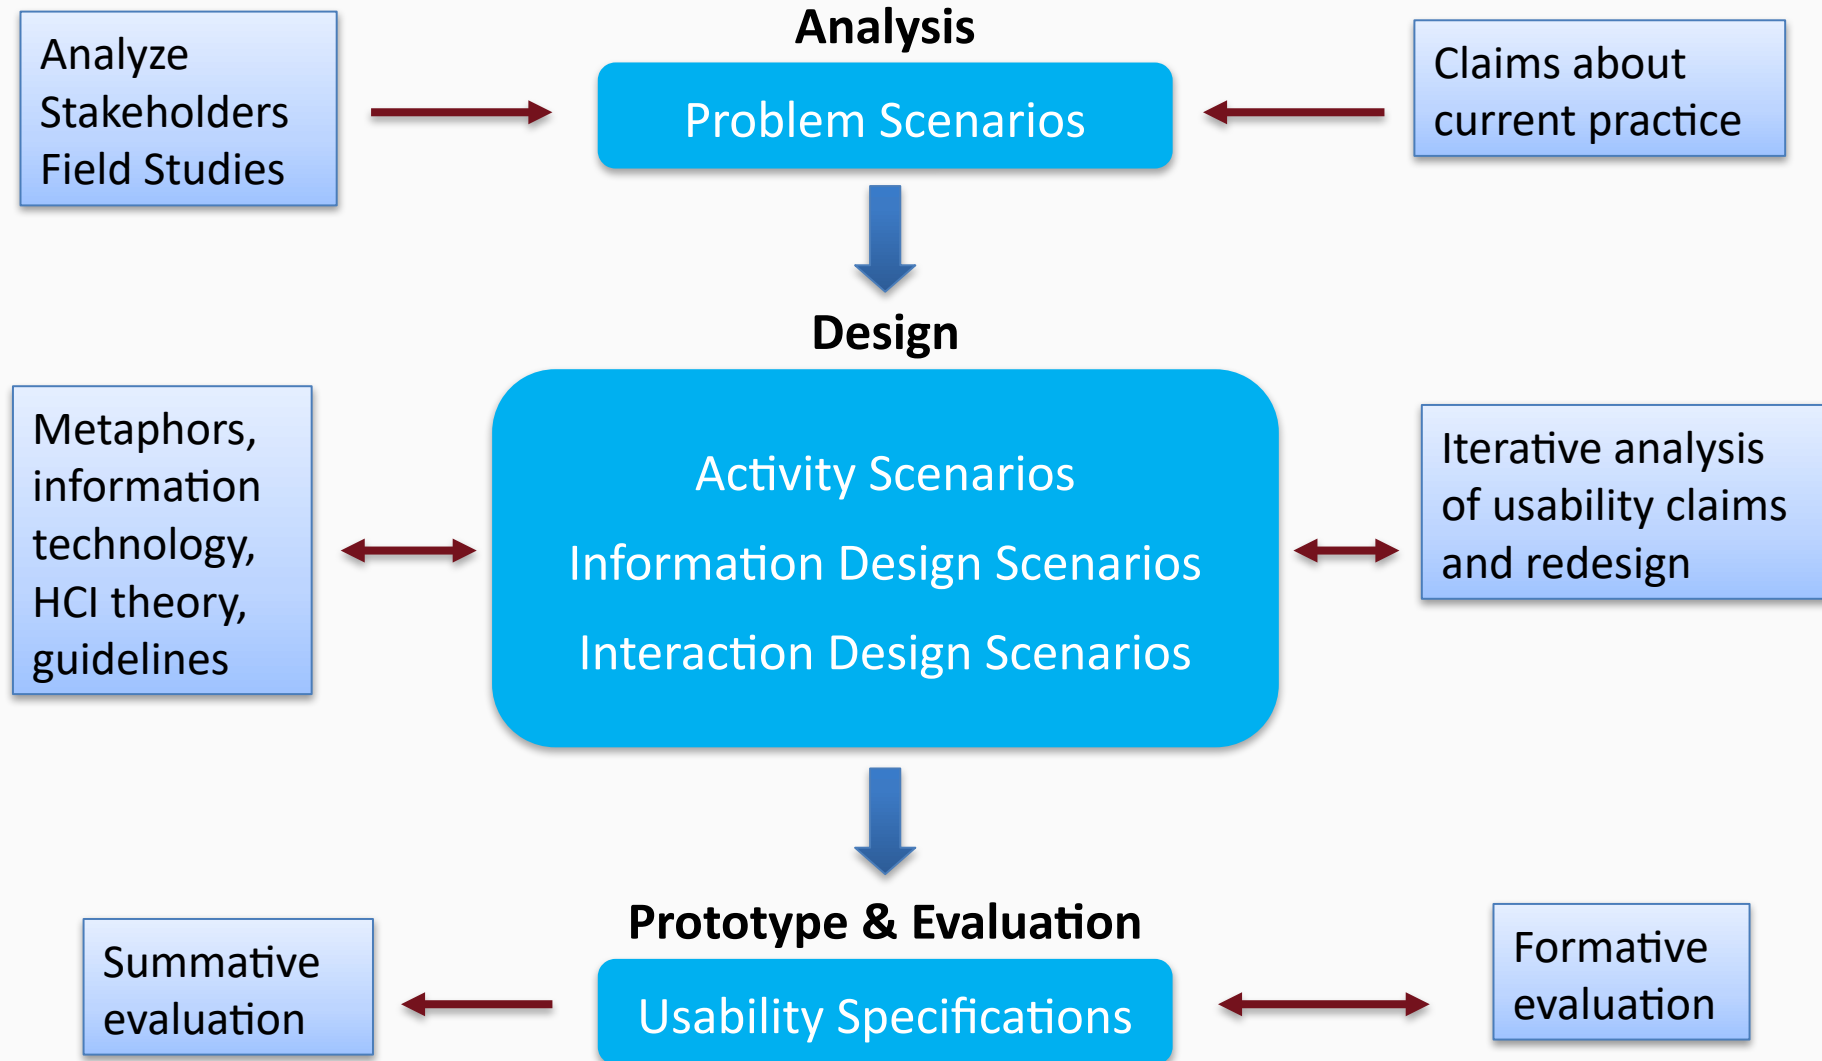 Analysis
Analyze
Stakeholders
Field Studies
Problem Scenarios
Claims about
current practice
Design
Metaphors,
information
technology,
HCI theory,
guidelines
Activity Scenarios
Information Design Scenarios
Interaction Design Scenarios
Iterative analysis
of usability claims
and redesign
Prototype & Evaluation
Summative
evaluation
Usability Specifications
Formative
evaluation